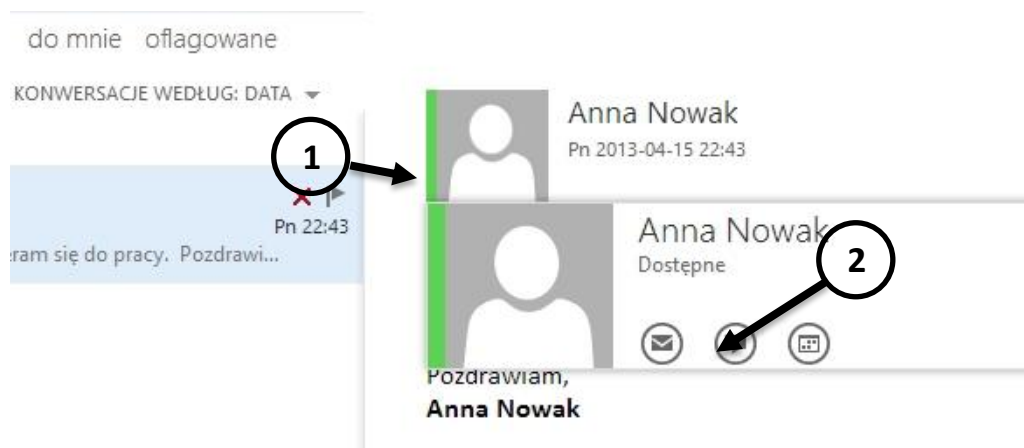 do mnie oflagowane
KONWERSACJE WEDŁUG: DATA
1
Pn 22:43
ram się do pracy. Pozdrawi...
Anna Nowak
Pn 2013-04-15 22:43
Anna Nowak
Dostępne
2
Pozdrawiam,
Anna Nowak